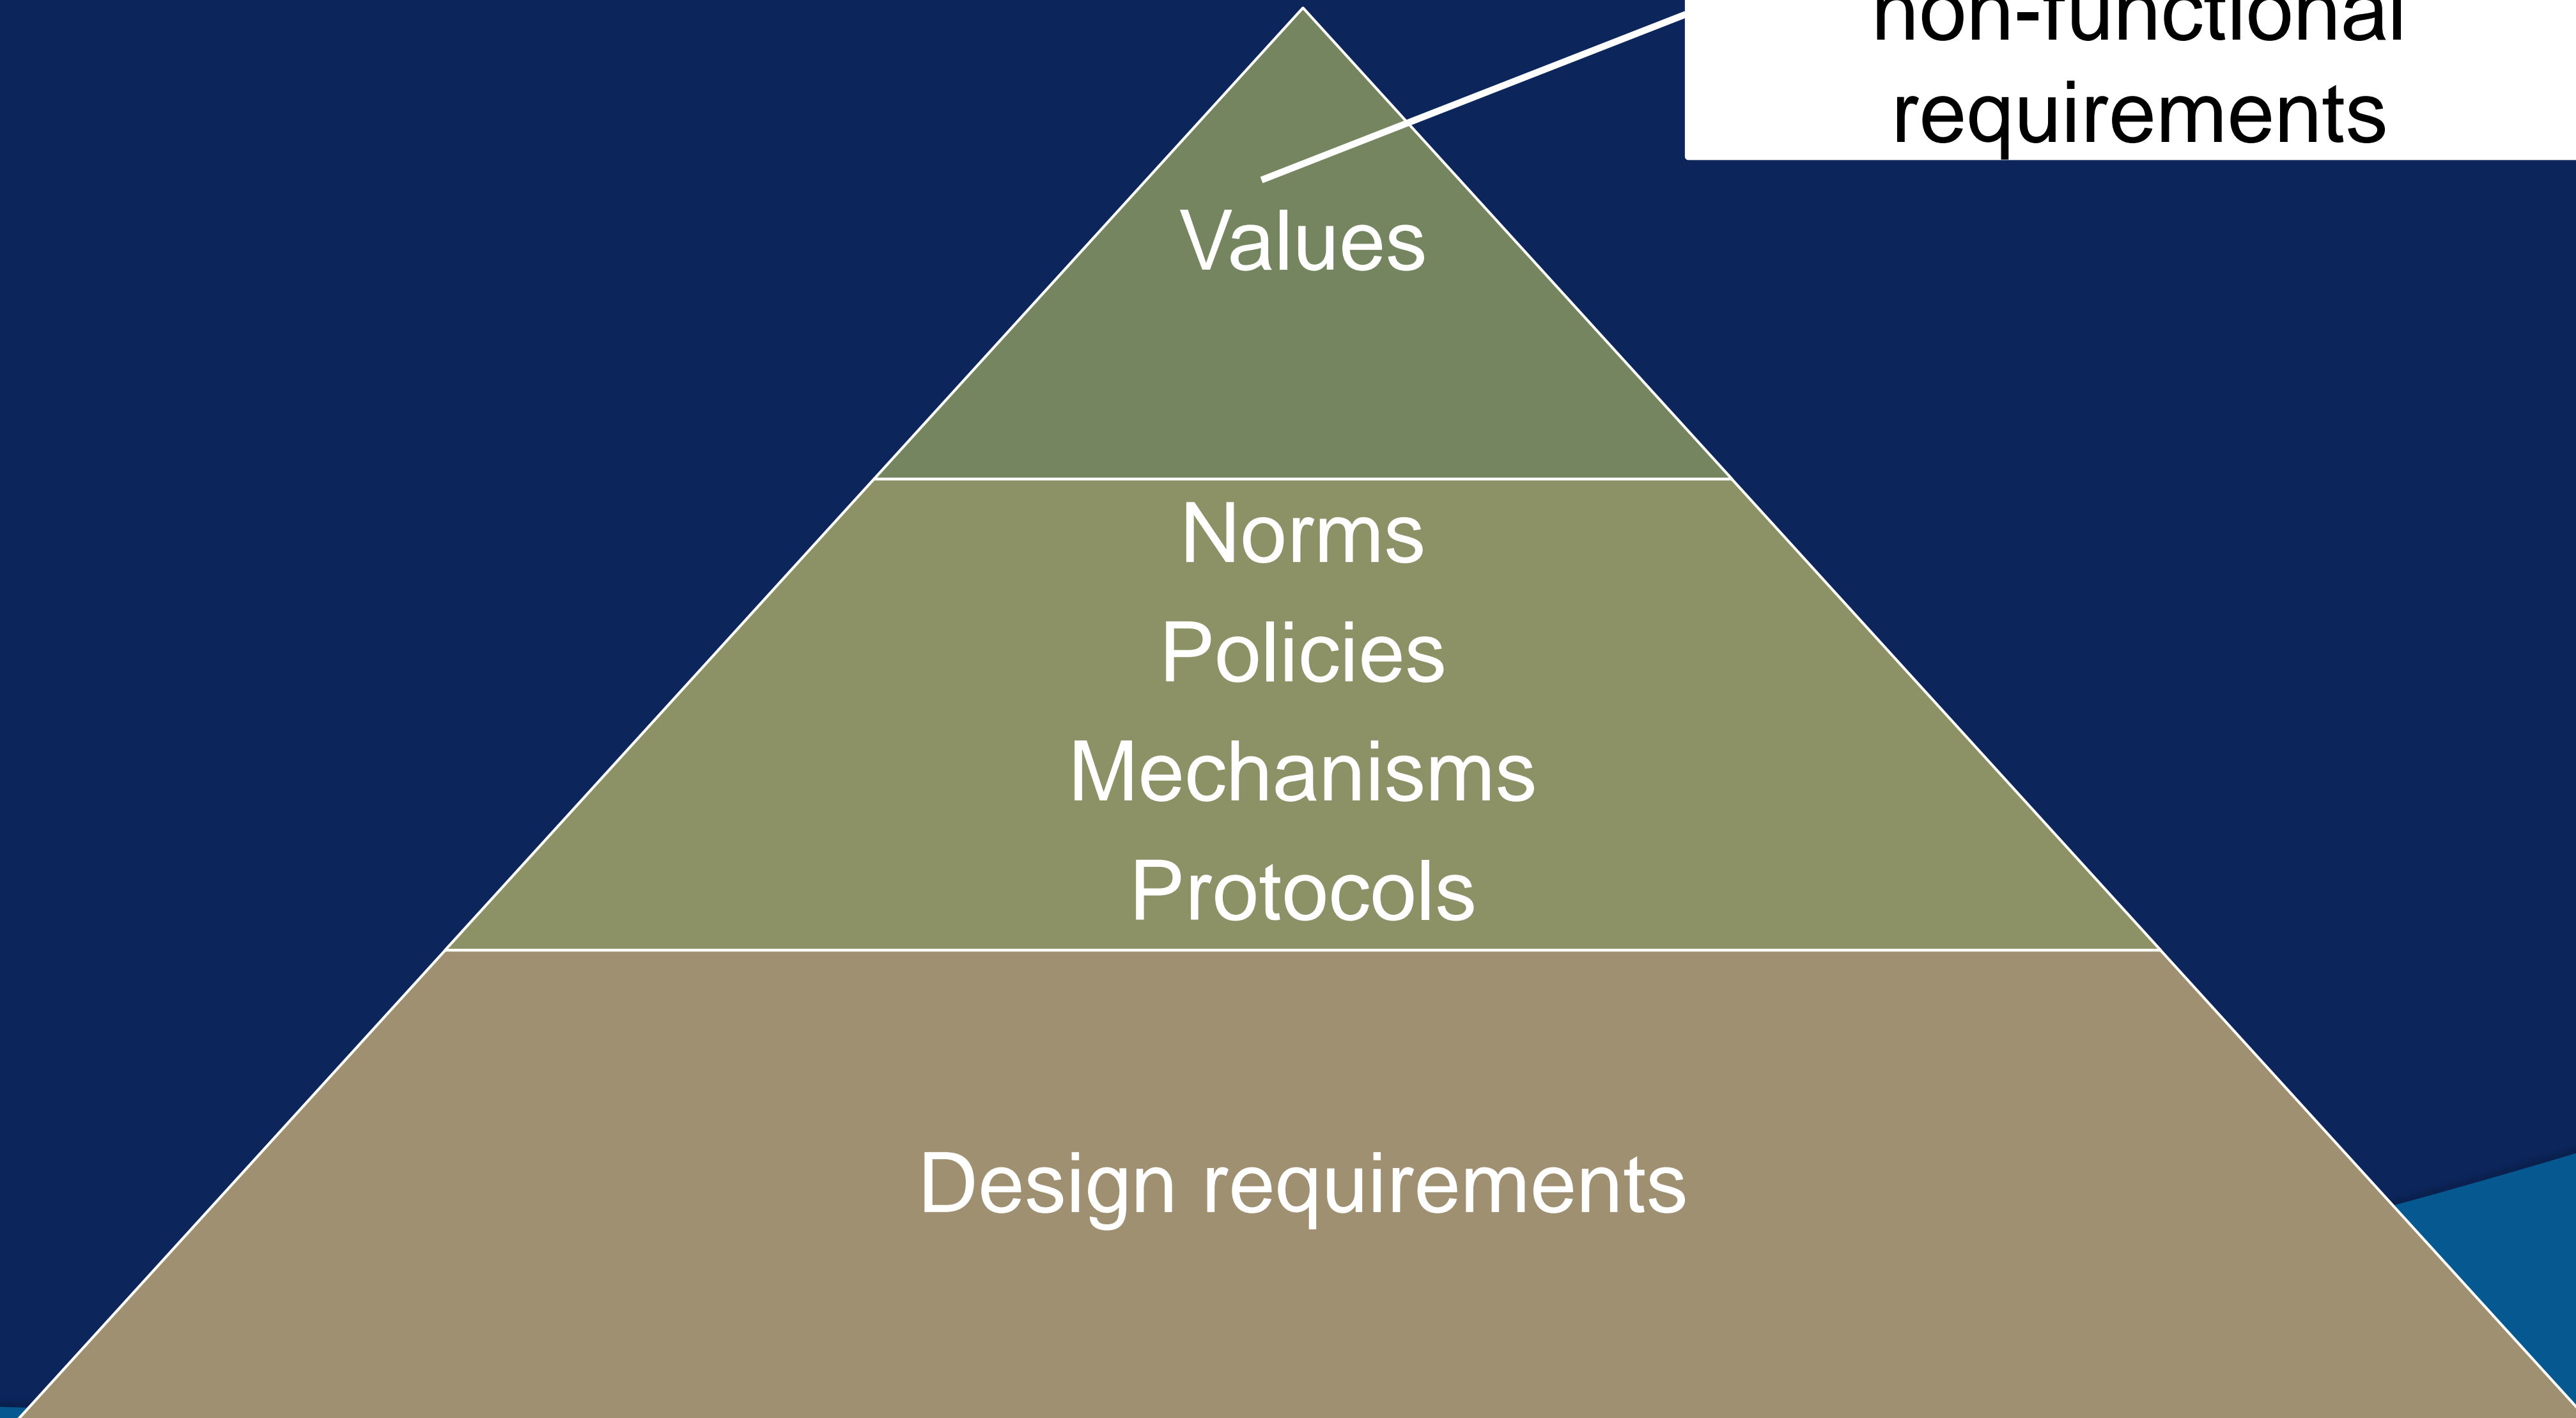 non-functional
requirements
Values
Norms
Policies
Mechanisms
Protocols
Design requirements